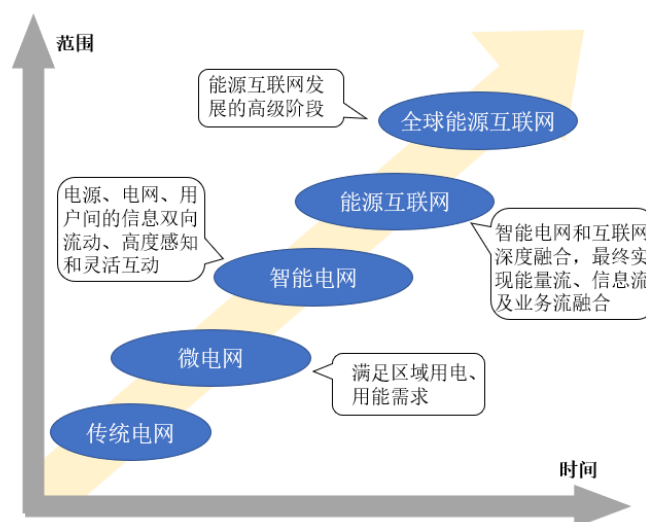 范围
能源互联网发
展的高级阶段
全球能源互联网
电源、电网、用
户间的信息双向
流动、高度感知
和灵活互动
能源互联网
智能电网和互联网
深度融合，最终实
现能量流、信息流
及业务流融合
智能电网
微电网
满足区域用电、
用能需求
传统电网
时间